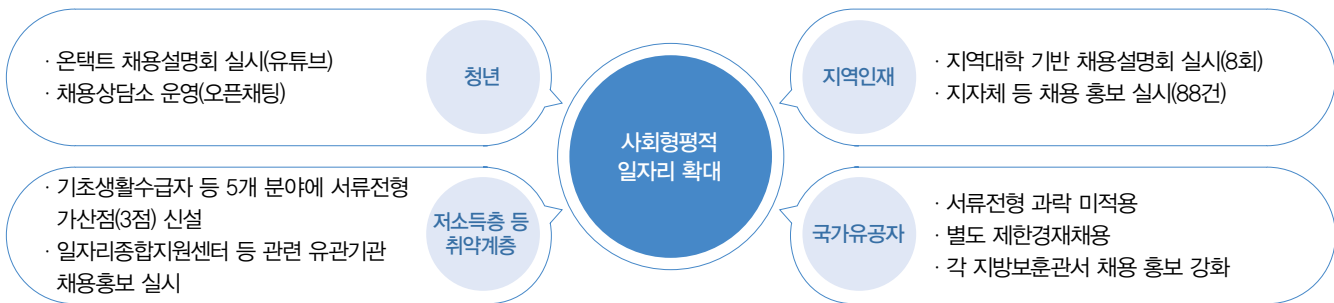 · 온택트 채용설명회 실시(유튜브)
· 채용상담소 운영(오픈채팅)
청년
사회형평적
일자리 확대
지역인재
· 지역대학 기반 채용설명회 실시(8회)
· 지자체 등 채용 홍보 실시(88건)
· 기초생활수급자 등 5개 분야에 서류전형
가산점(3점) 신설
· 일자리종합지원센터 등 관련 유관기관
채용홍보 실시
저소득층 등
취약계층
국가유공자
· 서류전형 과락 미적용
· 별도 제한경재채용
· 각 지방보훈관서 채용 홍보 강화